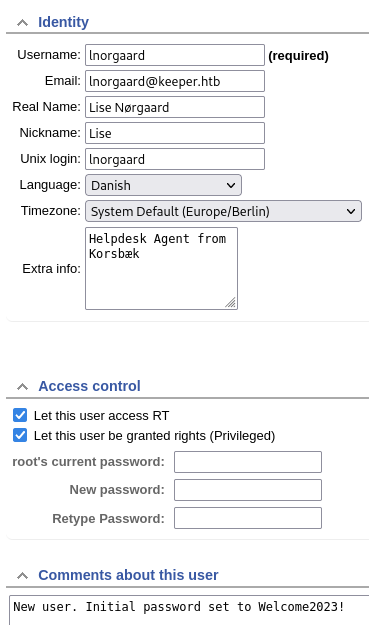 Identity
Username: lnorgaard (required)
Email: lnorgaard@keeper.htb
Real Name: Lise Nørgaard
Nickname: Lise
Unix login: lnorgaard
Language: Danish
Timezone: System Default (Europe/Berlin)
Extra info: Helpdesk Agent from
Korsbæk
Access control
Let this user access RT
Let this user be granted rights (Privileged)
root's current password:
New password:
Retype Password:
Comments about this user
New user. Initial password set to Welcome2023!